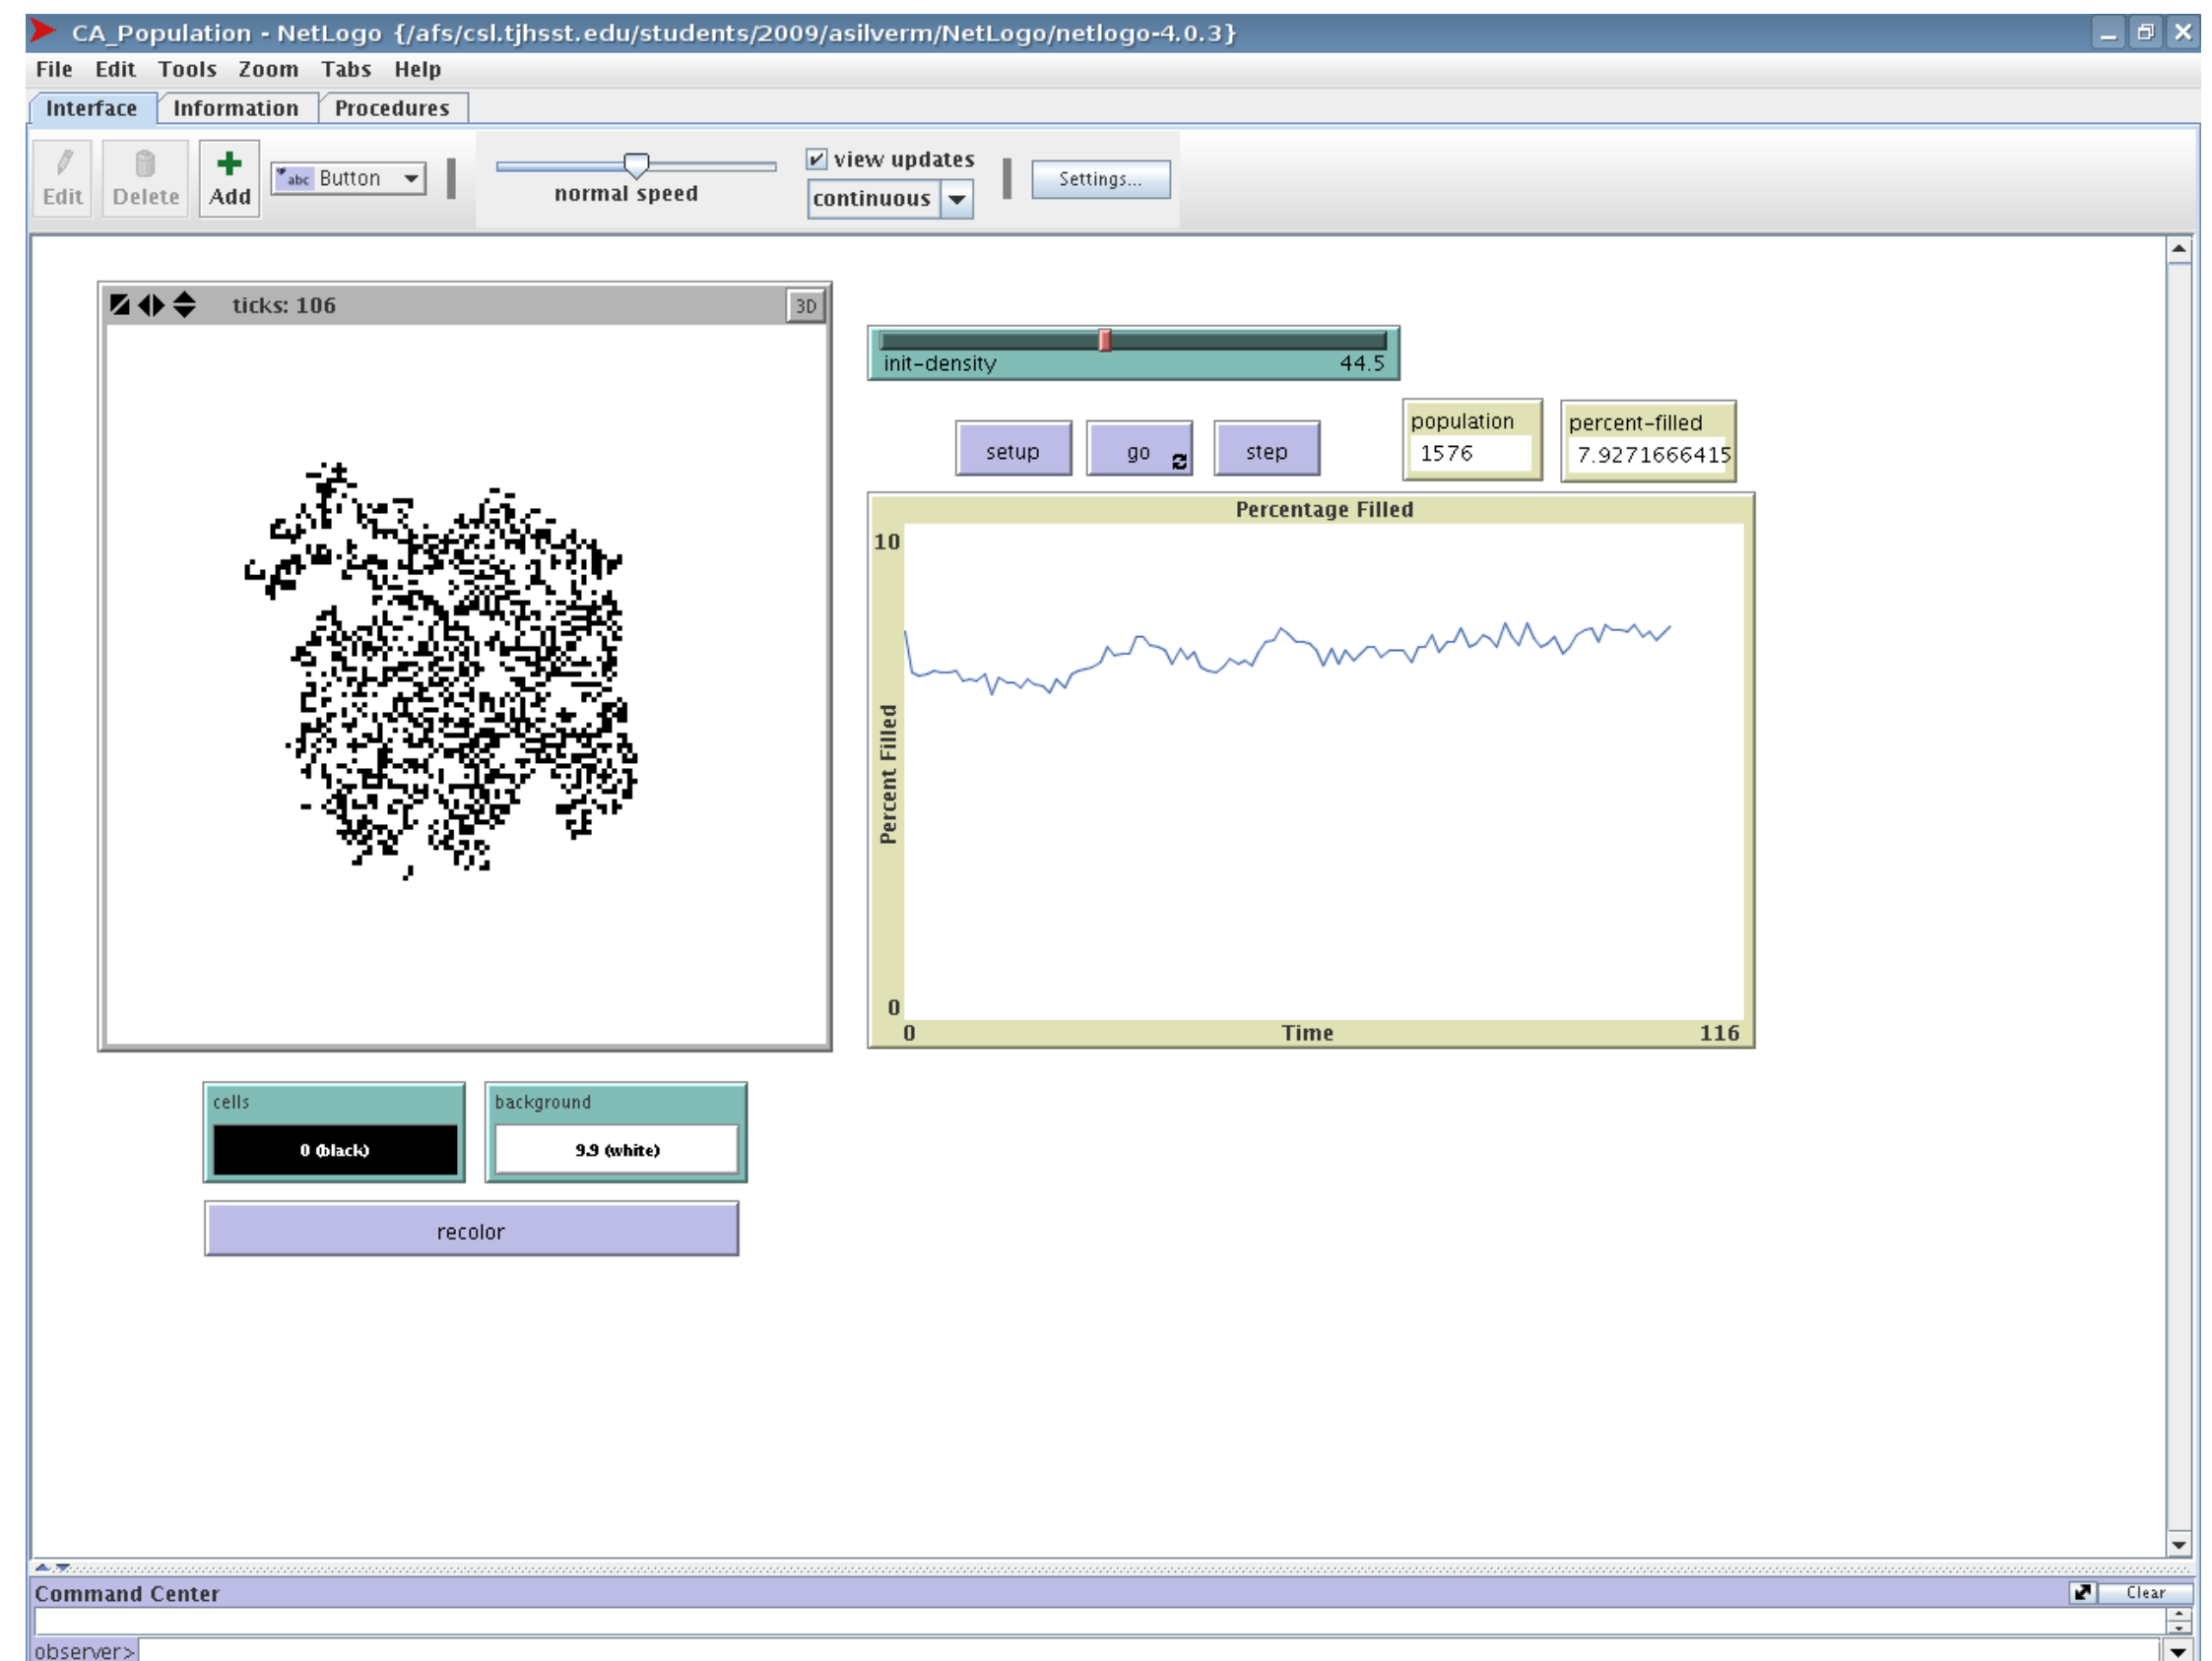 CA_Population - NetLogo {/afs/csl.tjhsst.edu/students/2009/asilverm/NetLogo/netlogo-4.0.3}
File Edit Tools Zoom Tabs Help
Interface Information Procedures
Edit Delete Add abc Button normal speed view updates continuous Settings...
ticks: 106 3D
init-density 44.5
setup go step
population 1576
percent-filled 7.9271666415
Percentage Filled
10
Percent Filled
0
0 Time 116
cells
0 (black)
background
9.9 (white)
recolor
Command Center Clear
observer>